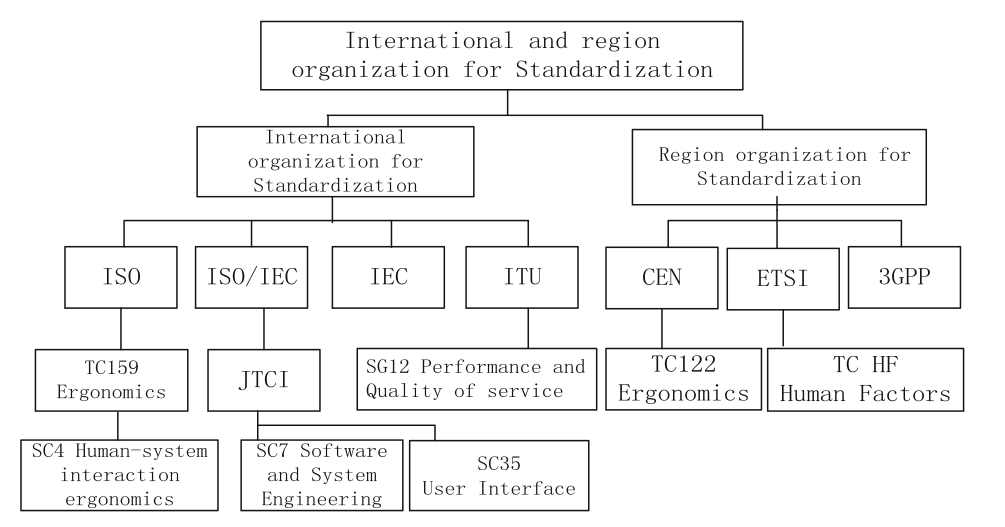 International and region
organization for Standardization
International
organization for
Standardization
Region organization for
Standardization
ISO
ISO/IEC
IEC
ITU
CEN
ETSI
3GPP
TC159
Ergonomics
JTCI
SG12 Performance and
Quality of service
TC122
Ergonomics
TC HF
Human Factors
SC4 Human-system
interaction
ergonomics
SC7 Software
and System
Engineering
SC35
User Interface